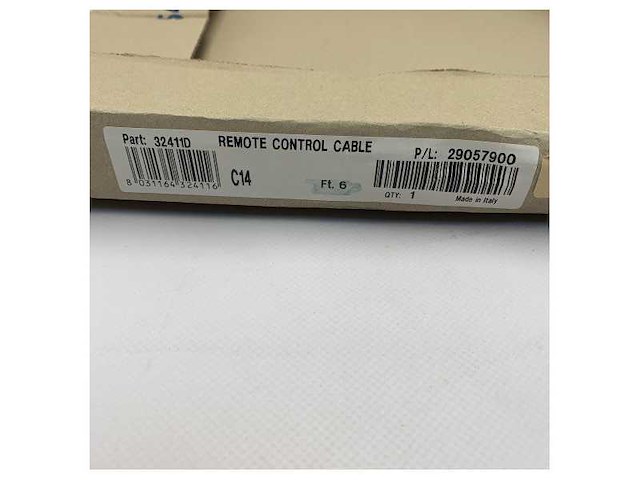 Part: 32411D
REMOTE CONTROL CABLE
P/L: 29057900
8 031164 324116
C14
Ft. 6
QTY: 1
Made in Italy